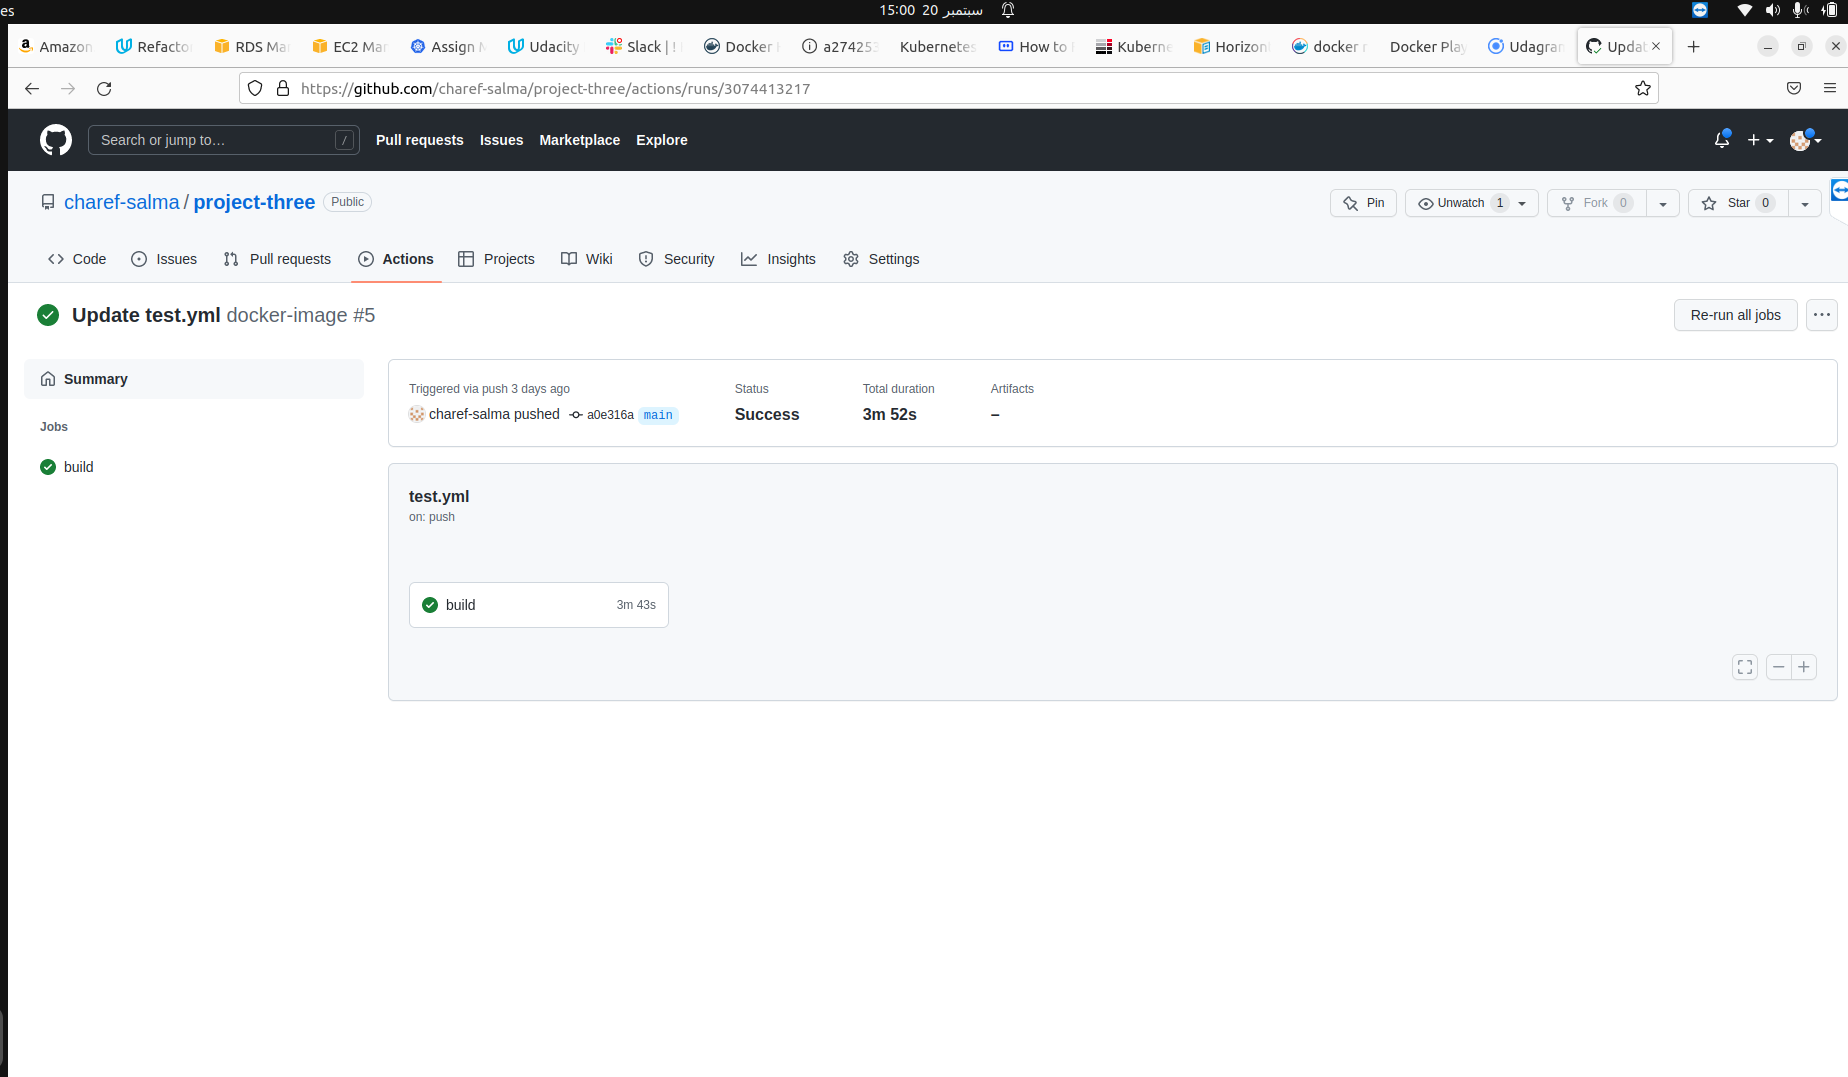 es
15:00 20 سبتمبر
Amazon
Refacto
RDS Ma
EC2 Mar
Assign M
Udacity
Slack | !
Docker
a274253
Kubernetes
How to
Kuberne
Horizon
docker
Docker Play
Udagran
Updat
https://github.com/charef-salma/project-three/actions/runs/3074413217
Search or jump to…
/
Pull requests
Issues
Marketplace
Explore
charef-salma / project-three
Public
Pin
Unwatch 1
Fork 0
Star 0
Code
Issues
Pull requests
Actions
Projects
Wiki
Security
Insights
Settings
Update test.yml docker-image #5
Re-run all jobs
Summary
Jobs
build
Triggered via push 3 days ago
charef-salma pushed a0e316a main
Status
Success
Total duration
3m 52s
Artifacts
–
test.yml
on: push
build
3m 43s